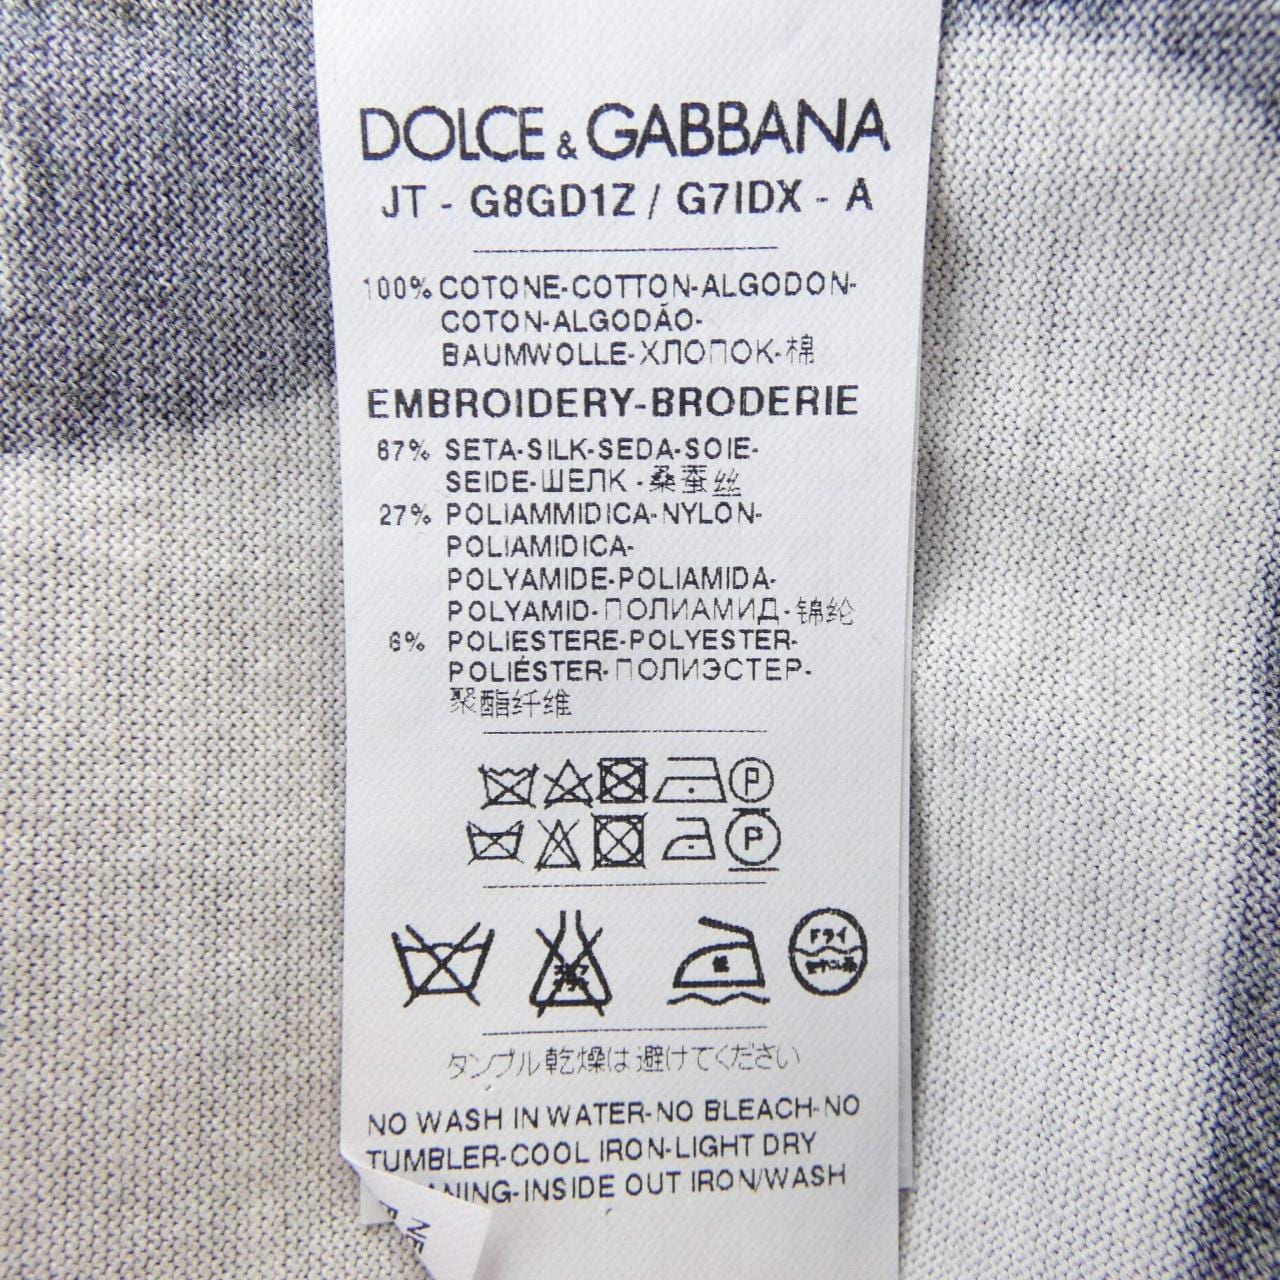 DOLCE & GABBANA
JT - G8GD1Z / G7IDX - A
100% COTONE-COTTON-ALGODON-
COTON-ALGODÃO-
BAUMWOLLE-ХЛОПОК-棉
EMBROIDERY-BRODERIE
67% SETA-SILK-SEDA-SOIE-
SEIDE-ШЕЛК-桑蚕丝
27% POLIAMMIDICA-NYLON-
POLIAMIDICA-
POLYAMIDE-POLIAMIDA-
POLYAMID-ПОЛИАМИД-锦纶
6% POLIESTERE-POLYESTER-
POLIÉSTER-ПОЛИЭСТЕР-
聚酯纤维
P
P
低
ドライ
タンブル乾燥は避けてください
NO WASH IN WATER-NO BLEACH-NO
TUMBLER-COOL IRON-LIGHT DRY
ANING-INSIDE OUT IRON/WASH